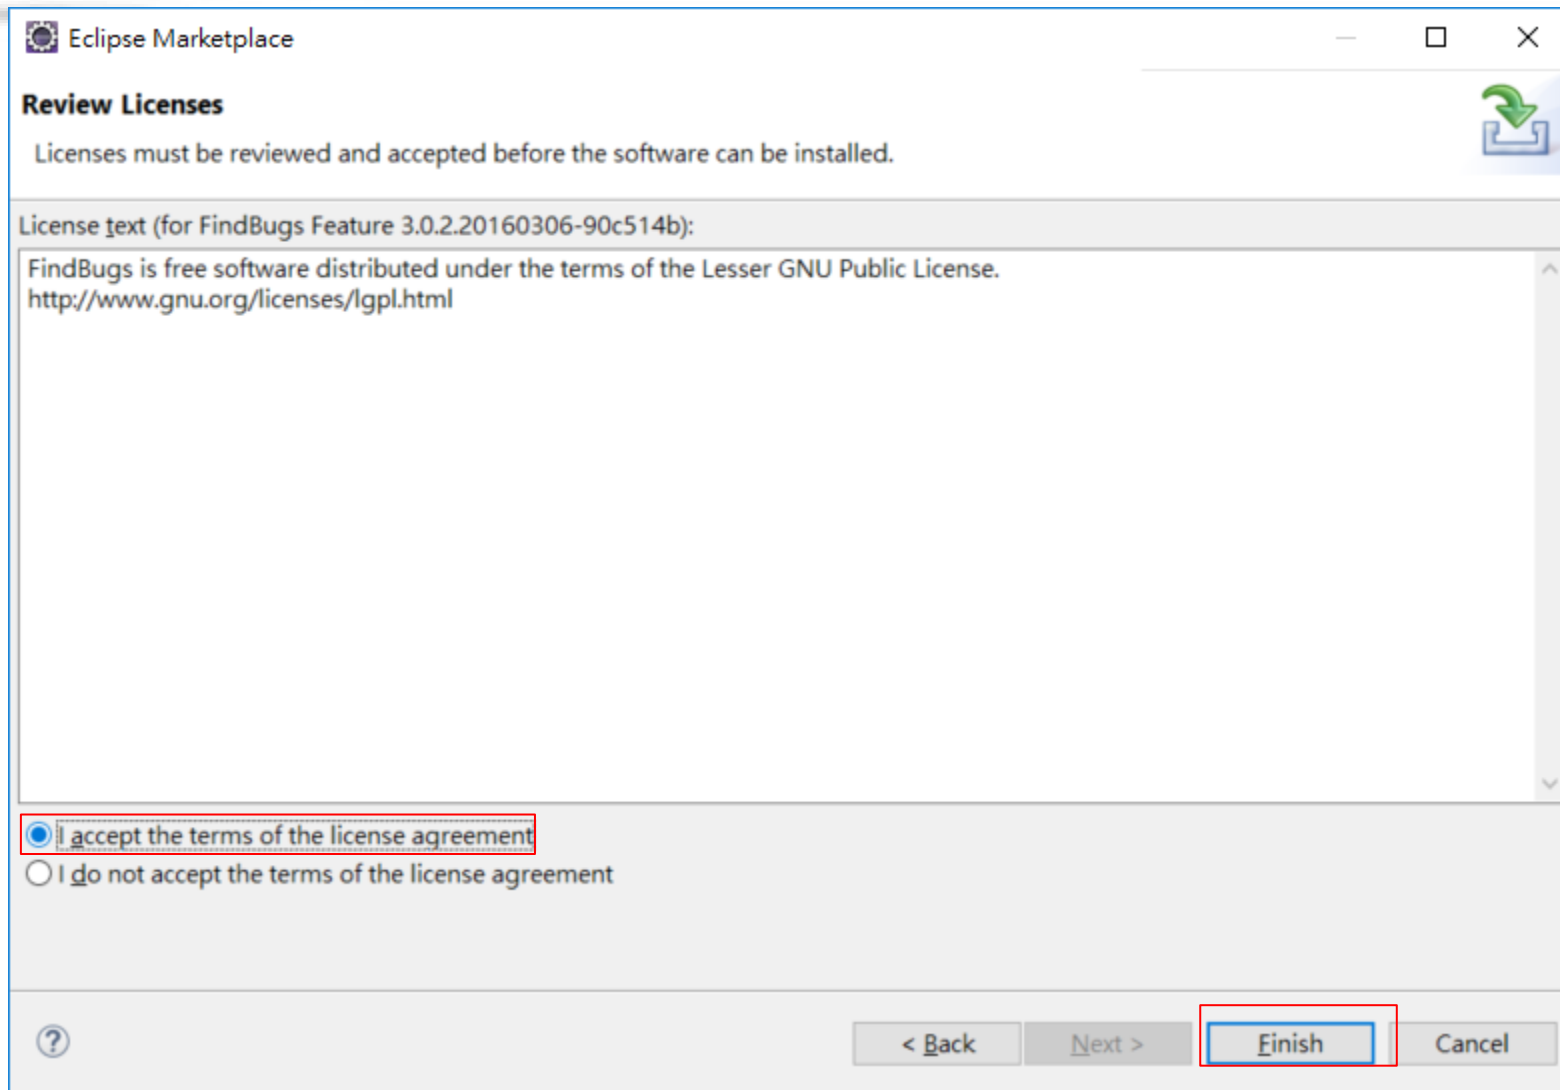 Eclipse Marketplace
Review Licenses
Licenses must be reviewed and accepted before the software can be installed.
License text (for FindBugs Feature 3.0.2.20160306-90c514b):
FindBugs is free software distributed under the terms of the Lesser GNU Public License.
http://www.gnu.org/licenses/lgpl.html
I accept the terms of the license agreement
I do not accept the terms of the license agreement
? < Back Next > Finish Cancel